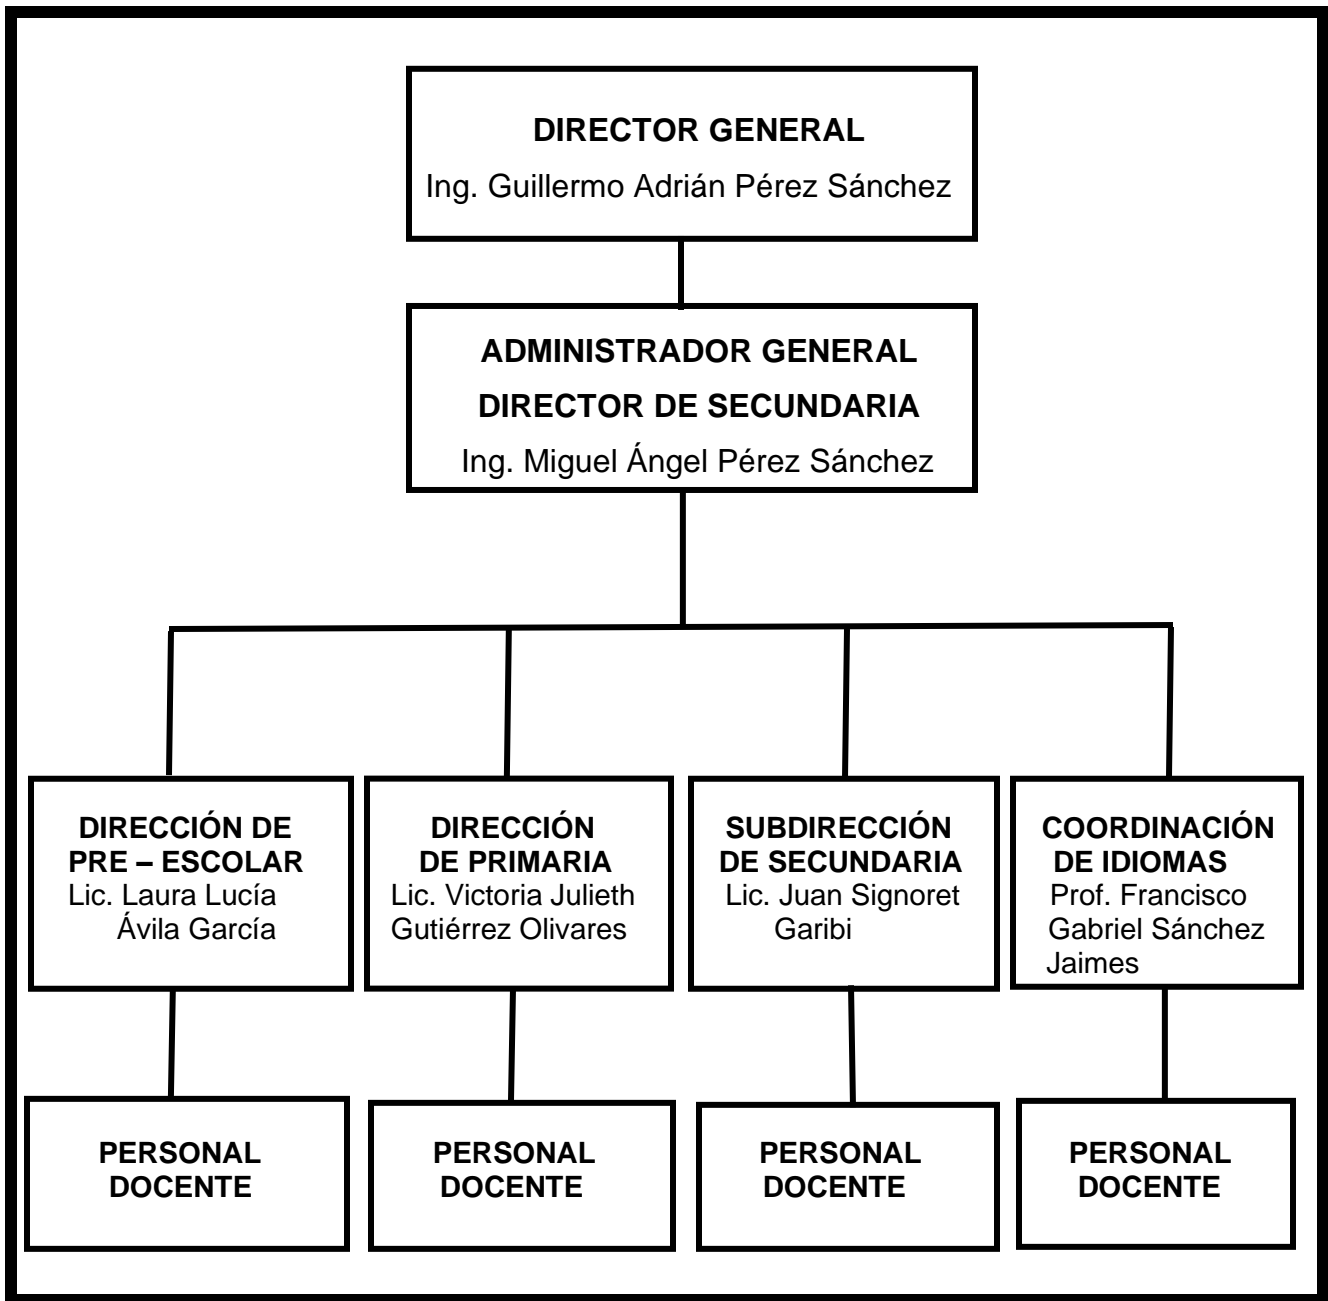 DIRECTOR GENERAL
Ing. Guillermo Adrián Pérez Sánchez
ADMINISTRADOR GENERAL
DIRECTOR DE SECUNDARIA
Ing. Miguel Ángel Pérez Sánchez
DIRECCIÓN DE
PRE – ESCOLAR
Lic. Laura Lucía
Ávila García
DIRECCIÓN
DE PRIMARIA
Lic. Victoria Julieth
Gutiérrez Olivares
SUBDIRECCIÓN
DE SECUNDARIA
Lic. Juan Signoret
Garibi
COORDINACIÓN
DE IDIOMAS
Prof. Francisco
Gabriel Sánchez
Jaimes
PERSONAL
DOCENTE
PERSONAL
DOCENTE
PERSONAL
DOCENTE
PERSONAL
DOCENTE